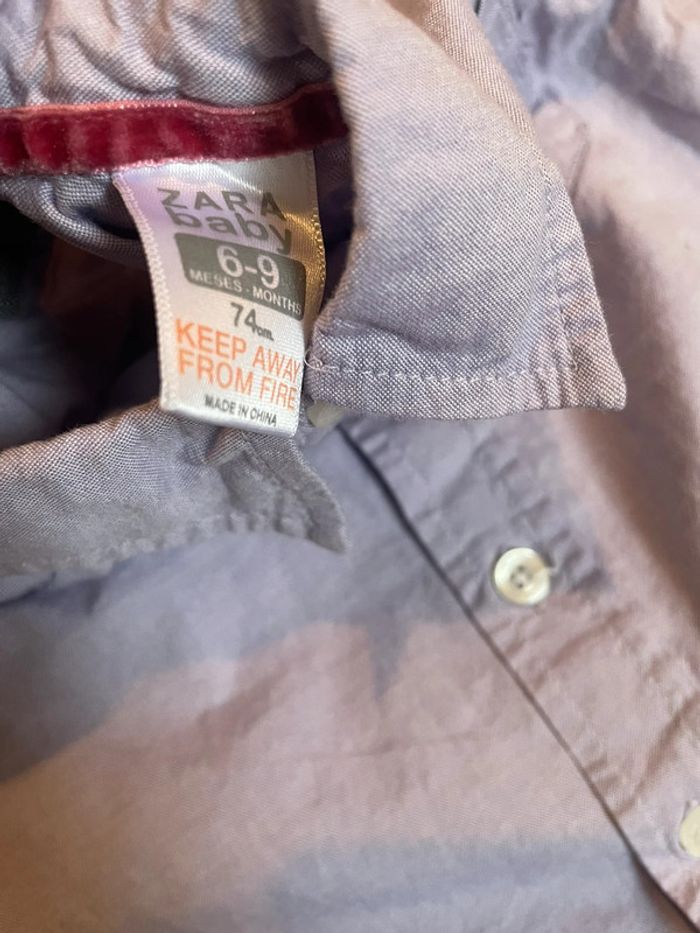 ZARA
baby
6-9
MESES - MONTHS
74cm.
KEEP AWAY
FROM FIRE
MADE IN CHINA